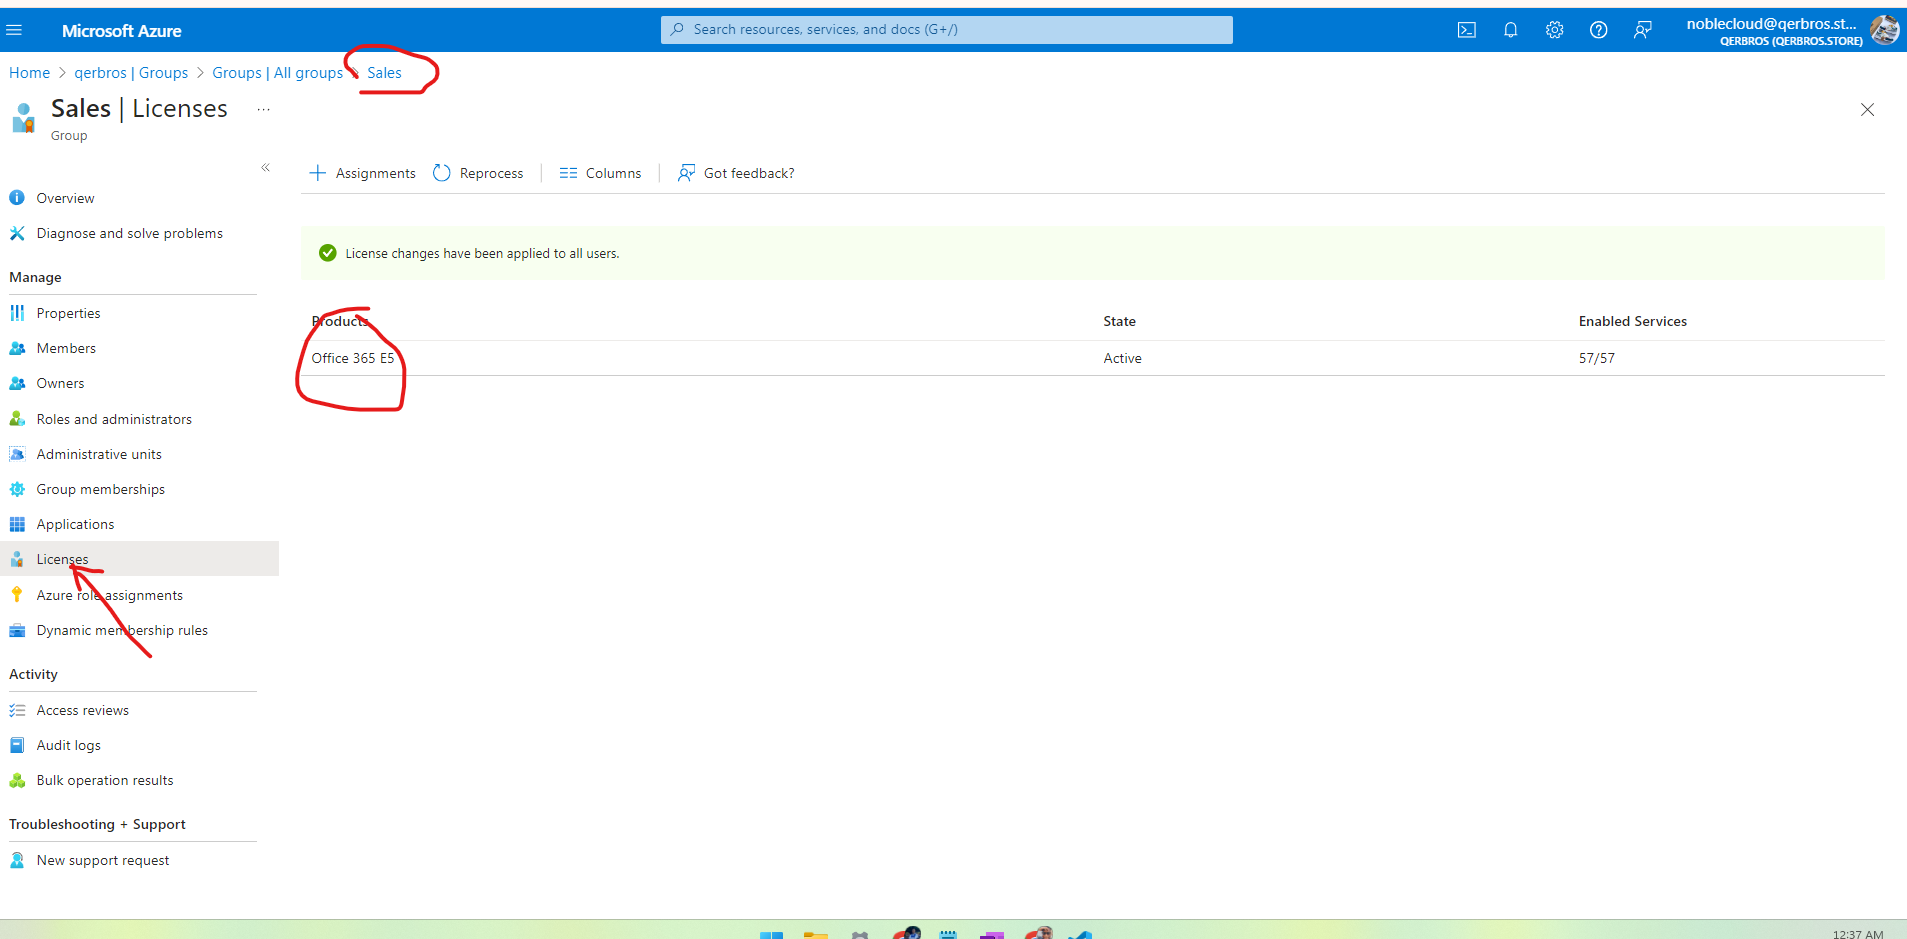 Microsoft Azure
Search resources, services, and docs (G+/)
noblecloud@qerbros.st...
QERBROS (QERBROS.STORE)
Home > qerbros | Groups > Groups | All groups > Sales
Sales | Licenses ...
Group
«
Overview
Diagnose and solve problems
Manage
Properties
Members
Owners
Roles and administrators
Administrative units
Group memberships
Applications
Licenses
Azure role assignments
Dynamic membership rules
Activity
Access reviews
Audit logs
Bulk operation results
Troubleshooting + Support
New support request
Assignments Reprocess Columns Got feedback?
License changes have been applied to all users.
Products State Enabled Services
Office 365 E5 Active 57/57
12:37 AM